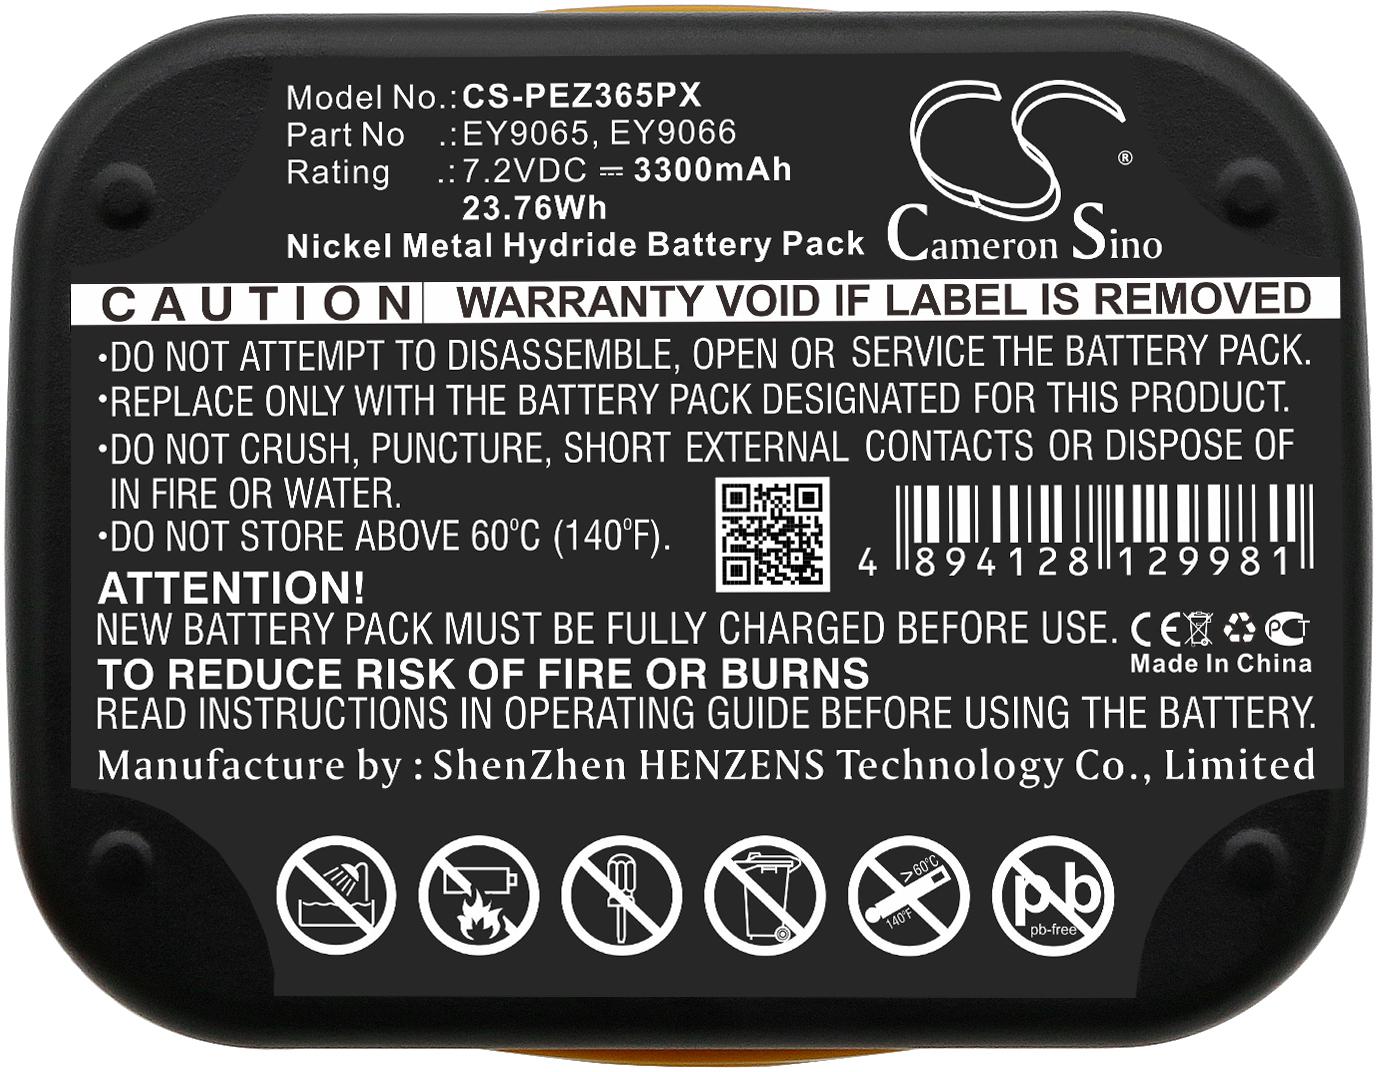 Model No.:CS-PEZ365PX
Part No .:EY9065, EY9066
Rating .:7.2VDC ⎓ 3300mAh
23.76Wh
Nickel Metal Hydride Battery Pack
CS
®
Cameron Sino
CAUTION WARRANTY VOID IF LABEL IS REMOVED
•DO NOT ATTEMPT TO DISASSEMBLE, OPEN OR SERVICE THE BATTERY PACK.
•REPLACE ONLY WITH THE BATTERY PACK DESIGNATED FOR THIS PRODUCT.
•DO NOT CRUSH, PUNCTURE, SHORT EXTERNAL CONTACTS OR DISPOSE OF
IN FIRE OR WATER.
•DO NOT STORE ABOVE 60°C (140°F).
4 894128 129981
ATTENTION!
NEW BATTERY PACK MUST BE FULLY CHARGED BEFORE USE.
CE PCT
Made In China
TO REDUCE RISK OF FIRE OR BURNS
READ INSTRUCTIONS IN OPERATING GUIDE BEFORE USING THE BATTERY.
Manufacture by : ShenZhen HENZENS Technology Co., Limited
>60°C
140°F
pb
pb-free